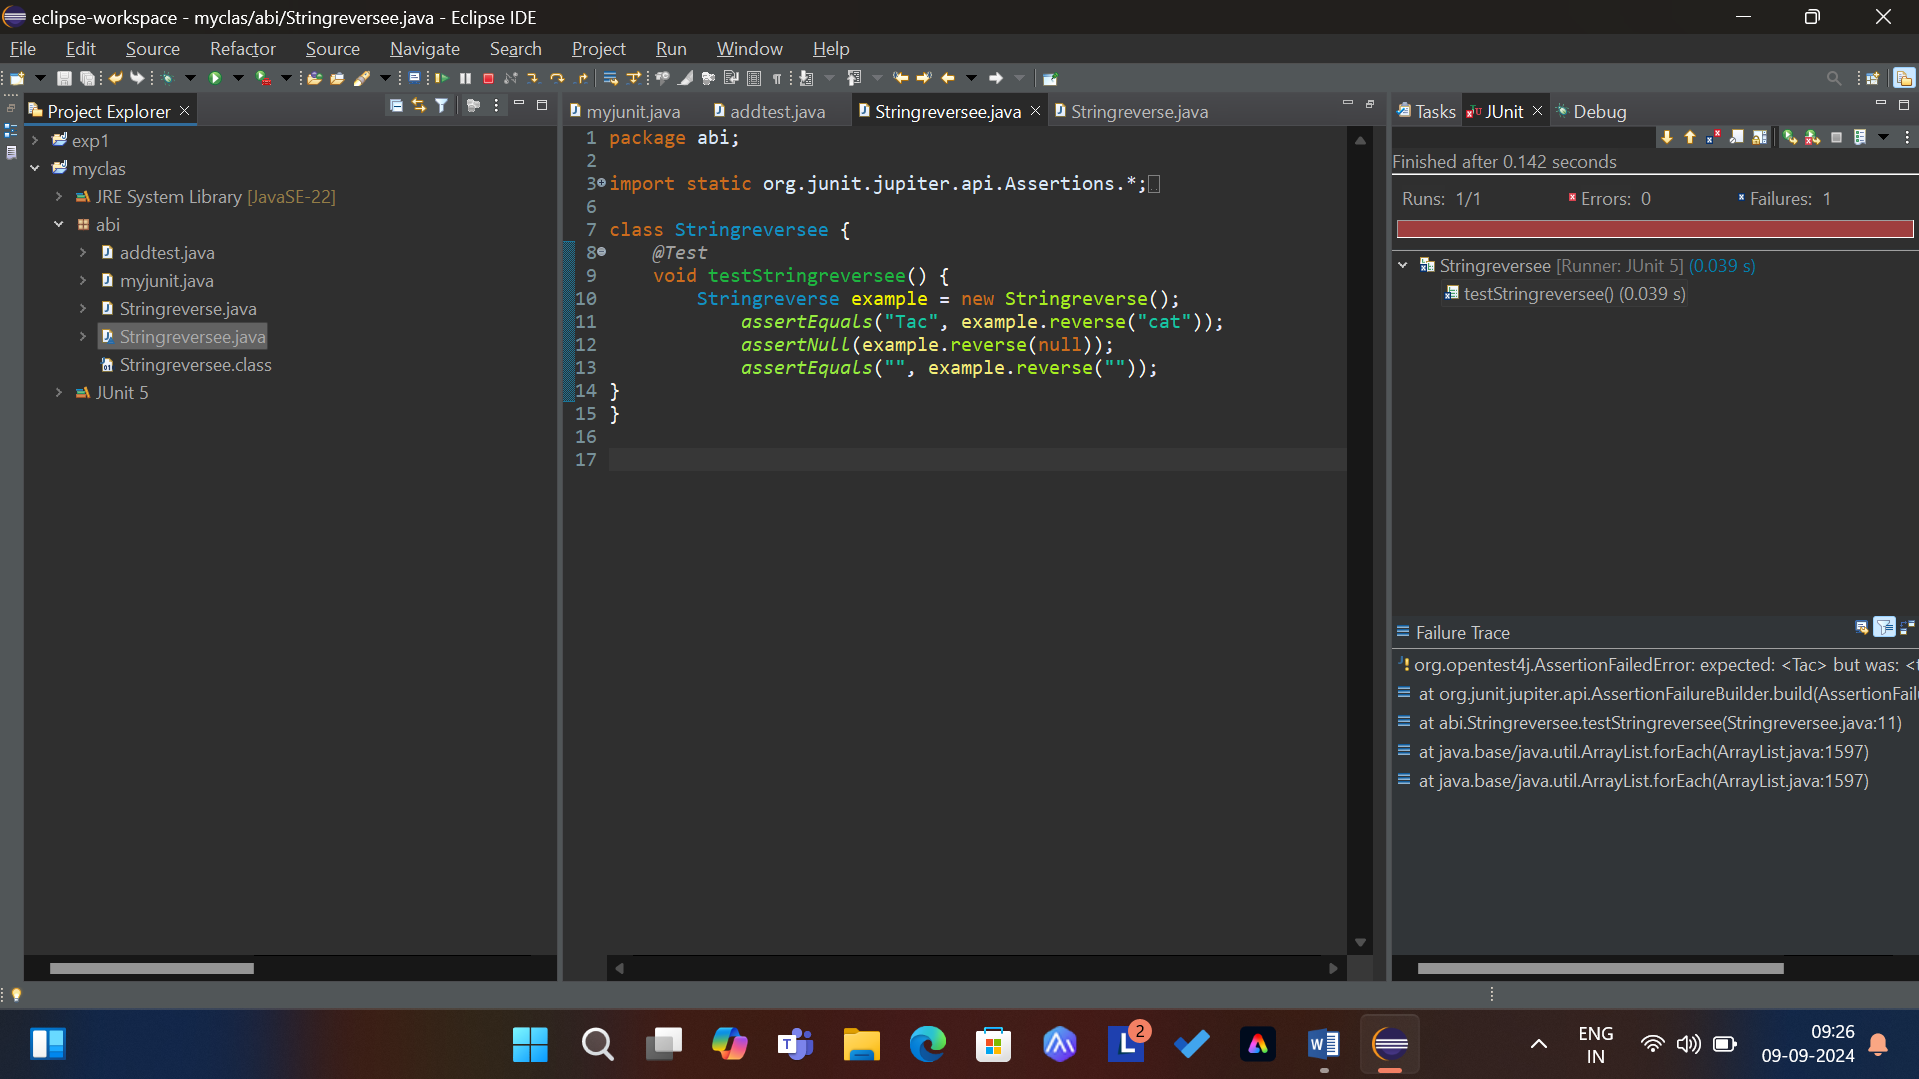 eclipse-workspace - myclas/abi/Stringreversee.java - Eclipse IDE
File Edit Source Refactor Source Navigate Search Project Run Window Help
Project Explorer
exp1
myclas
JRE System Library [JavaSE-22]
abi
addtest.java
myjunit.java
Stringreverse.java
Stringreversee.java
Stringreversee.class
JUnit 5
myjunit.java addtest.java Stringreversee.java Stringreverse.java
1 package abi;
2
3 import static org.junit.jupiter.api.Assertions.*;
6
7 class Stringreversee {
8 @Test
9 void testStringreversee() {
10 Stringreverse example = new Stringreverse();
11 assertEquals("Tac", example.reverse("cat"));
12 assertNull(example.reverse(null));
13 assertEquals("", example.reverse(""));
14 }
15 }
16
17
Tasks JUnit Debug
Finished after 0.142 seconds
Runs: 1/1 Errors: 0 Failures: 1
Stringreversee [Runner: JUnit 5] (0.039 s)
testStringreversee() (0.039 s)
Failure Trace
org.opentest4j.AssertionFailedError: expected: <Tac> but was: <t
at org.junit.jupiter.api.AssertionFailureBuilder.build(AssertionFail
at abi.Stringreversee.testStringreversee(Stringreversee.java:11)
at java.base/java.util.ArrayList.forEach(ArrayList.java:1597)
at java.base/java.util.ArrayList.forEach(ArrayList.java:1597)
T
L
2
W
ENG
IN
09:26
09-09-2024